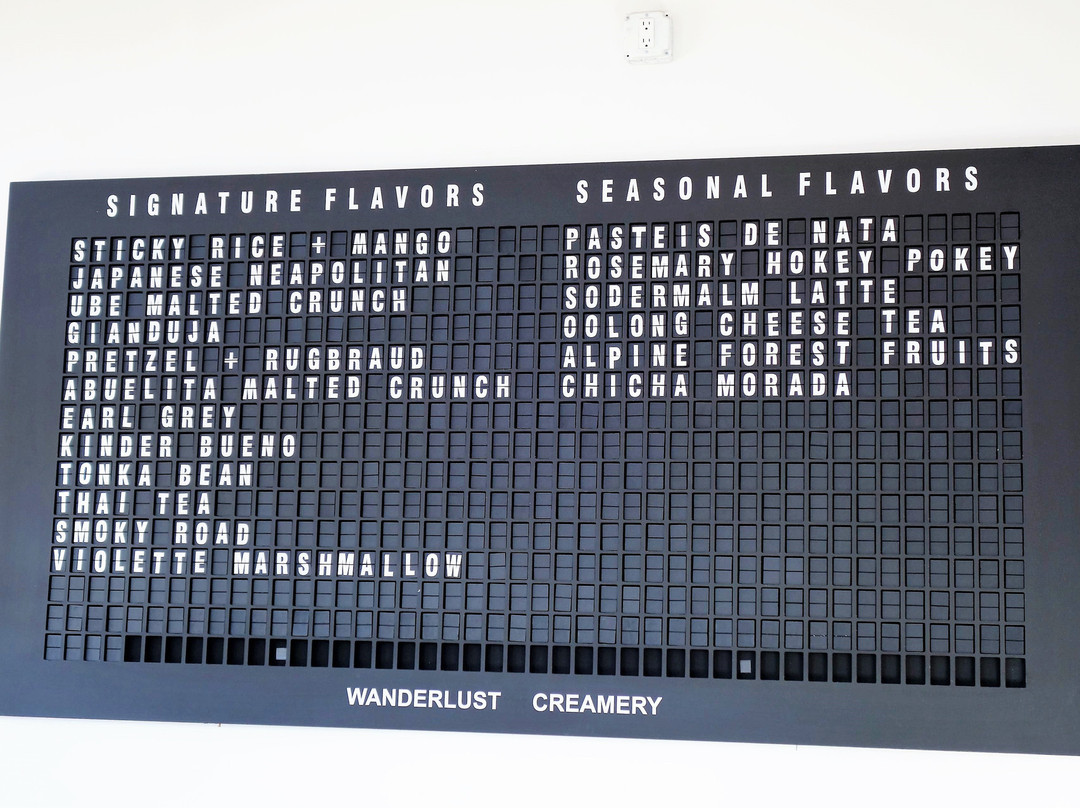 SIGNATURE FLAVORS
STICKY RICE + MANGO
JAPANESE NEAPOLITAN
UBE MALTED CRUNCH
GIANDUJA
PRETZEL + RUGBRAUD
ABUELITA MALTED CRUNCH
EARL GREY
KINDER BUENO
TONKA BEAN
THAI TEA
SMOKY ROAD
VIOLETTE MARSHMALLOW
SEASONAL FLAVORS
PASTEIS DE NATA
ROSEMARY HOKEY POKEY
SODERMALM LATTE
OOLONG CHEESE TEA
ALPINE FOREST FRUITS
CHICHA MORADA
WANDERLUST CREAMERY